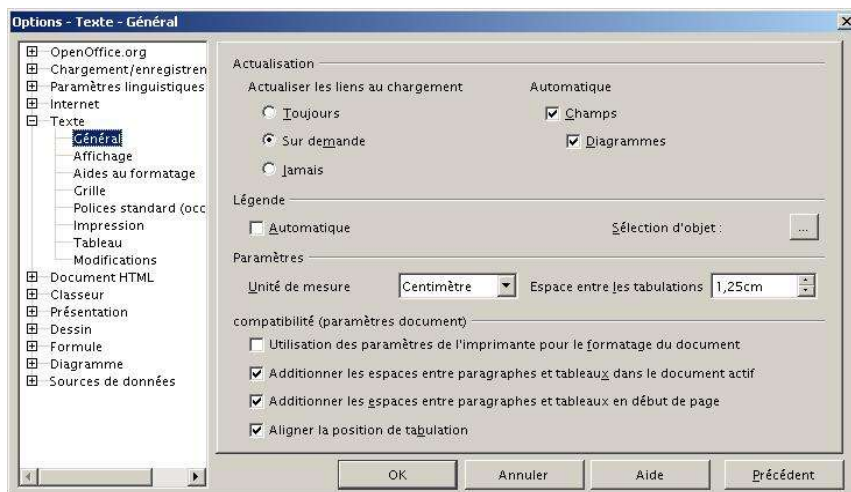 Options - Texte - Général
OpenOffice.org
Chargement/enregistren
Paramètres linguistiques
Internet
Texte
Général
Affichage
Aides au formatage
Grille
Polices standard (occ
Impression
Tableau
Modifications
Document HTML
Classeur
Présentation
Dessin
Formule
Diagramme
Sources de données
Actualisation
Actualiser les liens au chargement
Toujours
Sur demande
Jamais
Automatique
Champs
Diagrammes
Légende
Automatique
Sélection d'objet :
...
Paramètres
Unité de mesure
Centimètre
Espace entre les tabulations
1,25cm
compatibilité (paramètres document)
Utilisation des paramètres de l'imprimante pour le formatage du document
Additionner les espaces entre paragraphes et tableaux dans le document actif
Additionner les espaces entre paragraphes et tableaux en début de page
Aligner la position de tabulation
OK
Annuler
Aide
Précédent